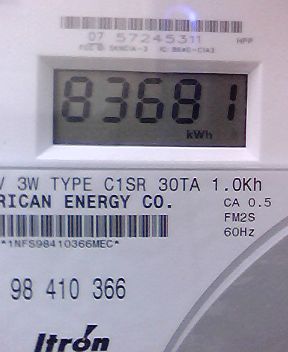 07 57245311 HPP
83681
kWh
V 3W TYPE C1SR 30TA 1.0Kh
RICAN ENERGY CO. CA 0.5
FM2S
*1NFS98410366MEC* 60Hz
98 410 366
Itron